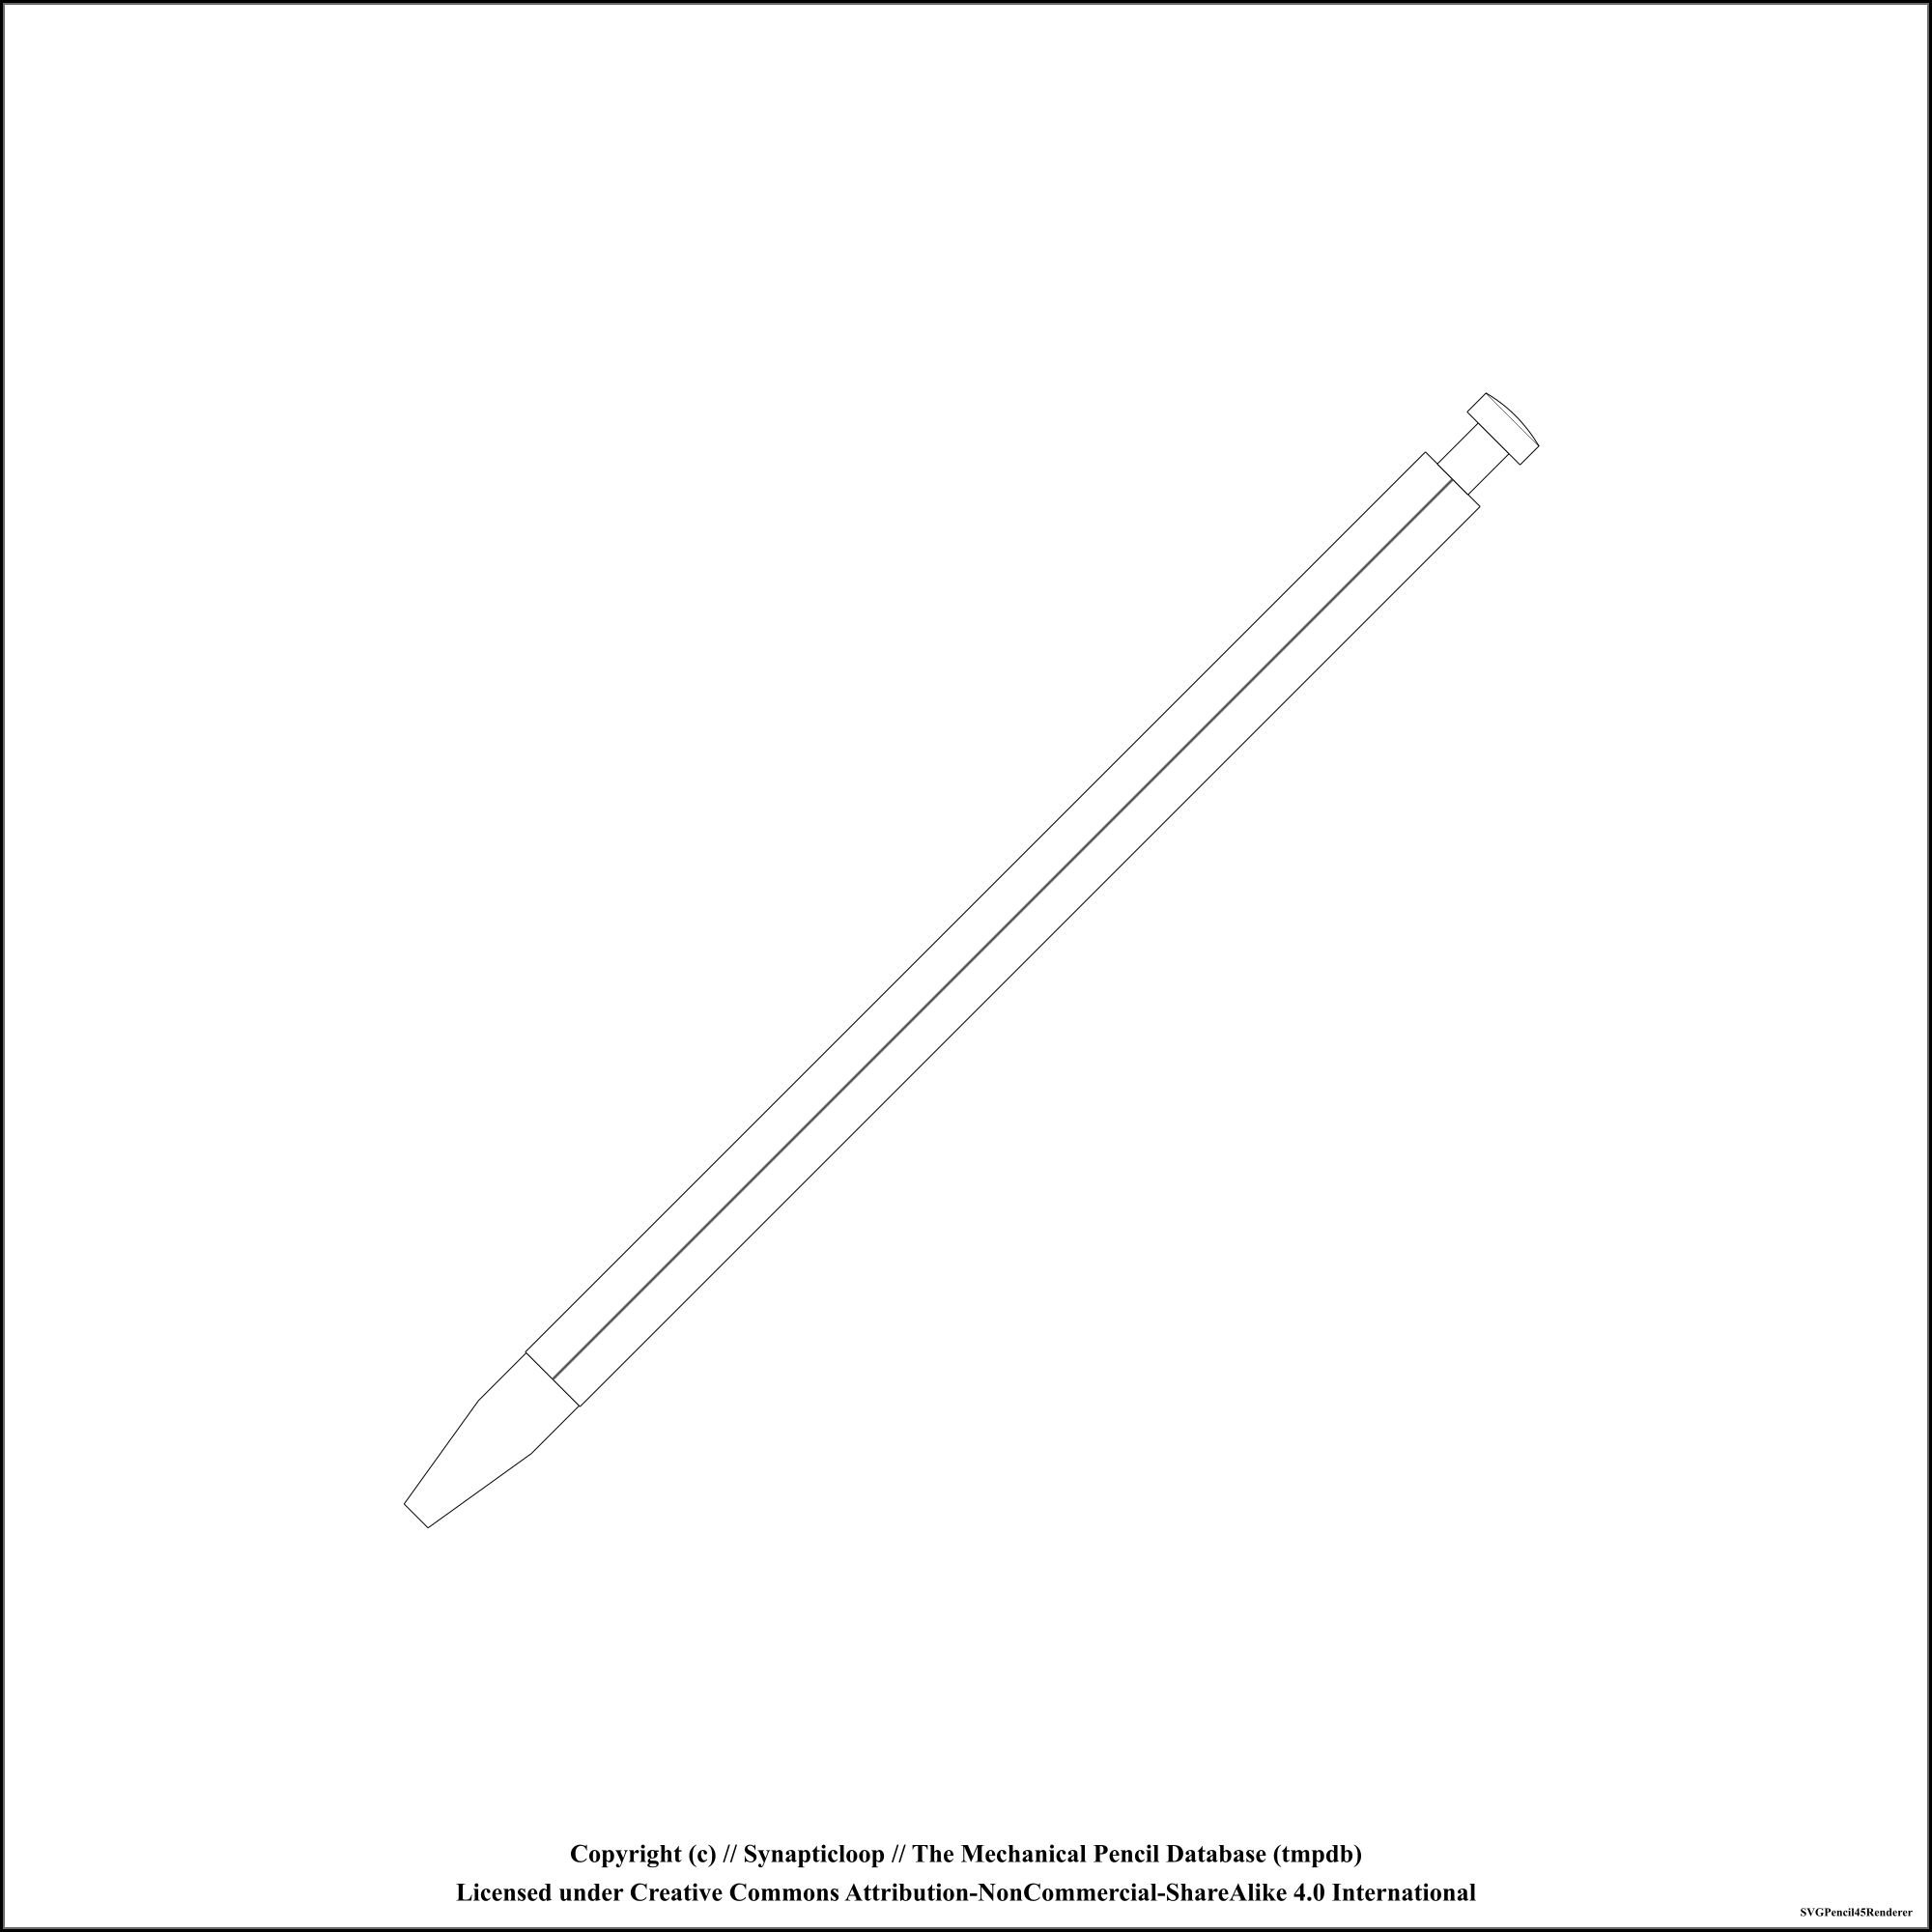 Copyright (c) // Synapticloop // The Mechanical Pencil Database (tmpdb)
Licensed under Creative Commons Attribution-NonCommercial-ShareAlike 4.0 International
SVGPencil45Renderer